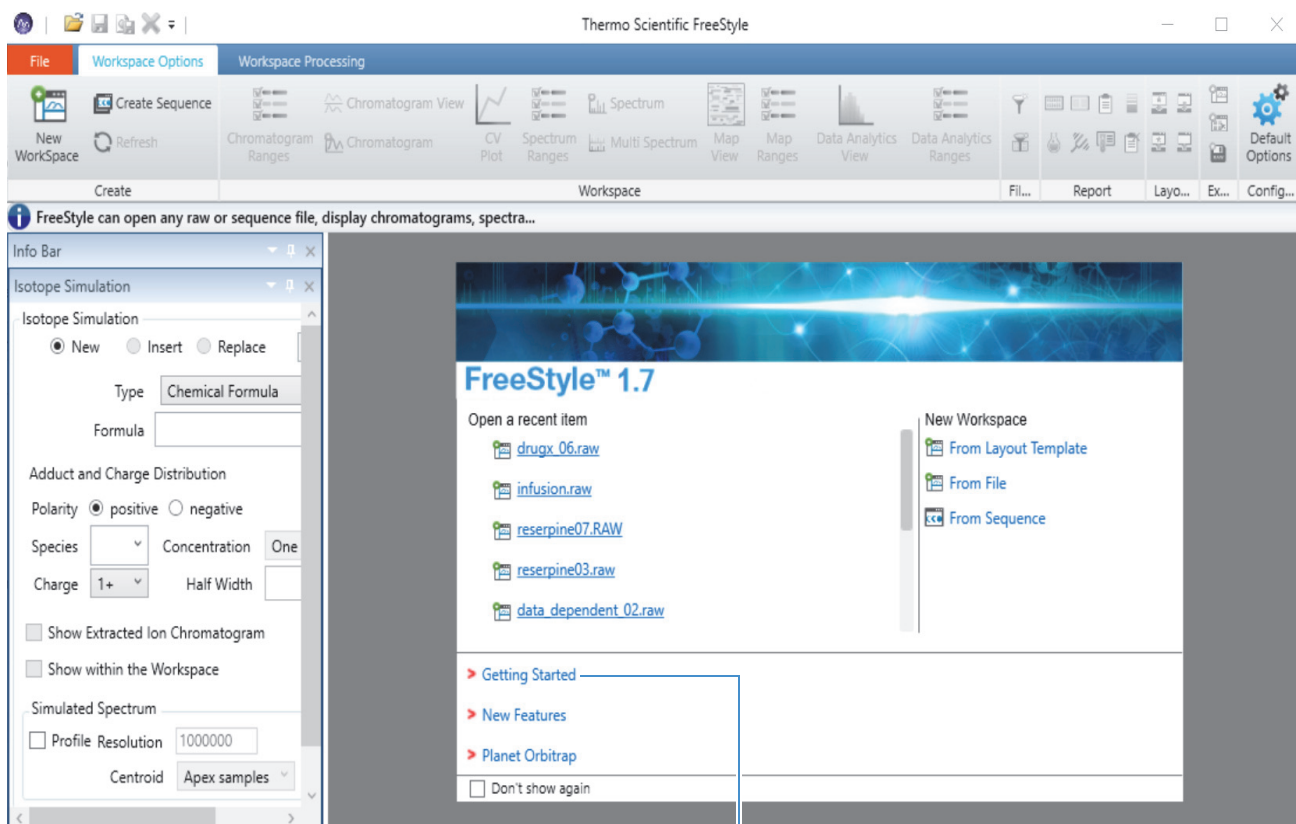 Thermo Scientific FreeStyle
File Workspace Options Workspace Processing
New WorkSpace
Create Sequence
Refresh
Chromatogram Ranges
Chromatogram View
Chromatogram
CV Plot
Spectrum Ranges
Spectrum
Multi Spectrum
Map View
Map Ranges
Data Analytics View
Data Analytics Ranges
Default Options
Create Workspace Fil... Report Layo... Ex... Config...
FreeStyle can open any raw or sequence file, display chromatograms, spectra...
Info Bar
Isotope Simulation
Isotope Simulation
New Insert Replace
Type Chemical Formula
Formula
Adduct and Charge Distribution
Polarity positive negative
Species Concentration One
Charge 1+ Half Width
Show Extracted Ion Chromatogram
Show within the Workspace
Simulated Spectrum
Profile Resolution 1000000
Centroid Apex samples
FreeStyle™ 1.7
Open a recent item
drugx_06.raw
infusion.raw
reserpine07.RAW
reserpine03.raw
data_dependent_02.raw
New Workspace
From Layout Template
From File
From Sequence
> Getting Started
> New Features
> Planet Orbitrap
Don't show again